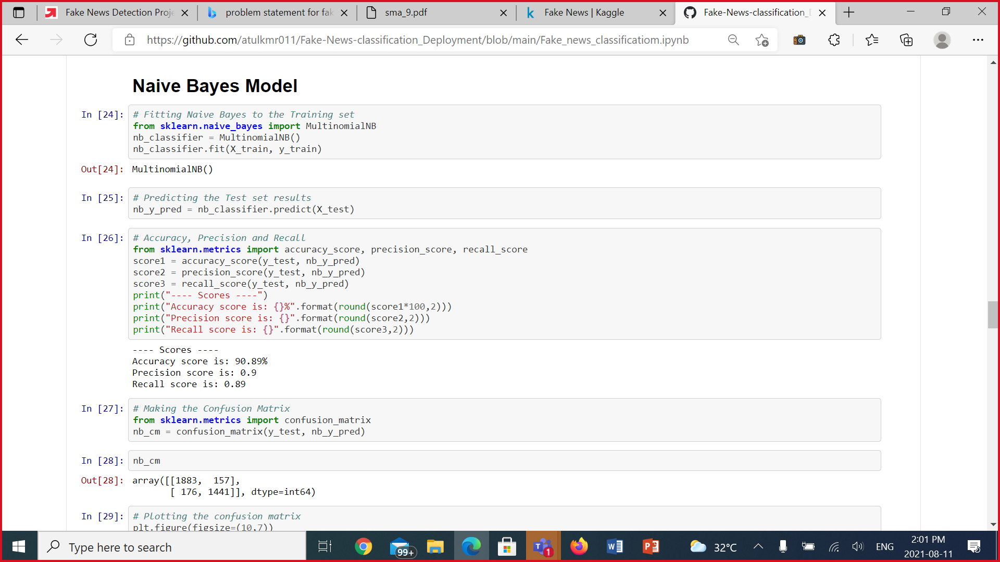 Fake News Detection Proje
problem statement for fak
sma_9.pdf
Fake News | Kaggle
Fake-News-classification_D
https://github.com/atulkmr011/Fake-News-classification_Deployment/blob/main/Fake_news_classificatiom.ipynb
Naive Bayes Model
In [24]:
# Fitting Naive Bayes to the Training set
from sklearn.naive_bayes import MultinomialNB
nb_classifier = MultinomialNB()
nb_classifier.fit(X_train, y_train)
Out[24]: MultinomialNB()
In [25]:
# Predicting the Test set results
nb_y_pred = nb_classifier.predict(X_test)
In [26]:
# Accuracy, Precision and Recall
from sklearn.metrics import accuracy_score, precision_score, recall_score
score1 = accuracy_score(y_test, nb_y_pred)
score2 = precision_score(y_test, nb_y_pred)
score3 = recall_score(y_test, nb_y_pred)
print("---- Scores ----")
print("Accuracy score is: {}%".format(round(score1*100,2)))
print("Precision score is: {}".format(round(score2,2)))
print("Recall score is: {}".format(round(score3,2)))
---- Scores ----
Accuracy score is: 90.89%
Precision score is: 0.9
Recall score is: 0.89
In [27]:
# Making the Confusion Matrix
from sklearn.metrics import confusion_matrix
nb_cm = confusion_matrix(y_test, nb_y_pred)
In [28]: nb_cm
Out[28]: array([[1883,  157],
[ 176, 1441]], dtype=int64)
In [29]:
# Plotting the confusion matrix
plt.figure(figsize=(10,7))
Type here to search
99+
1
32°C
ENG
2:01 PM
2021-08-11